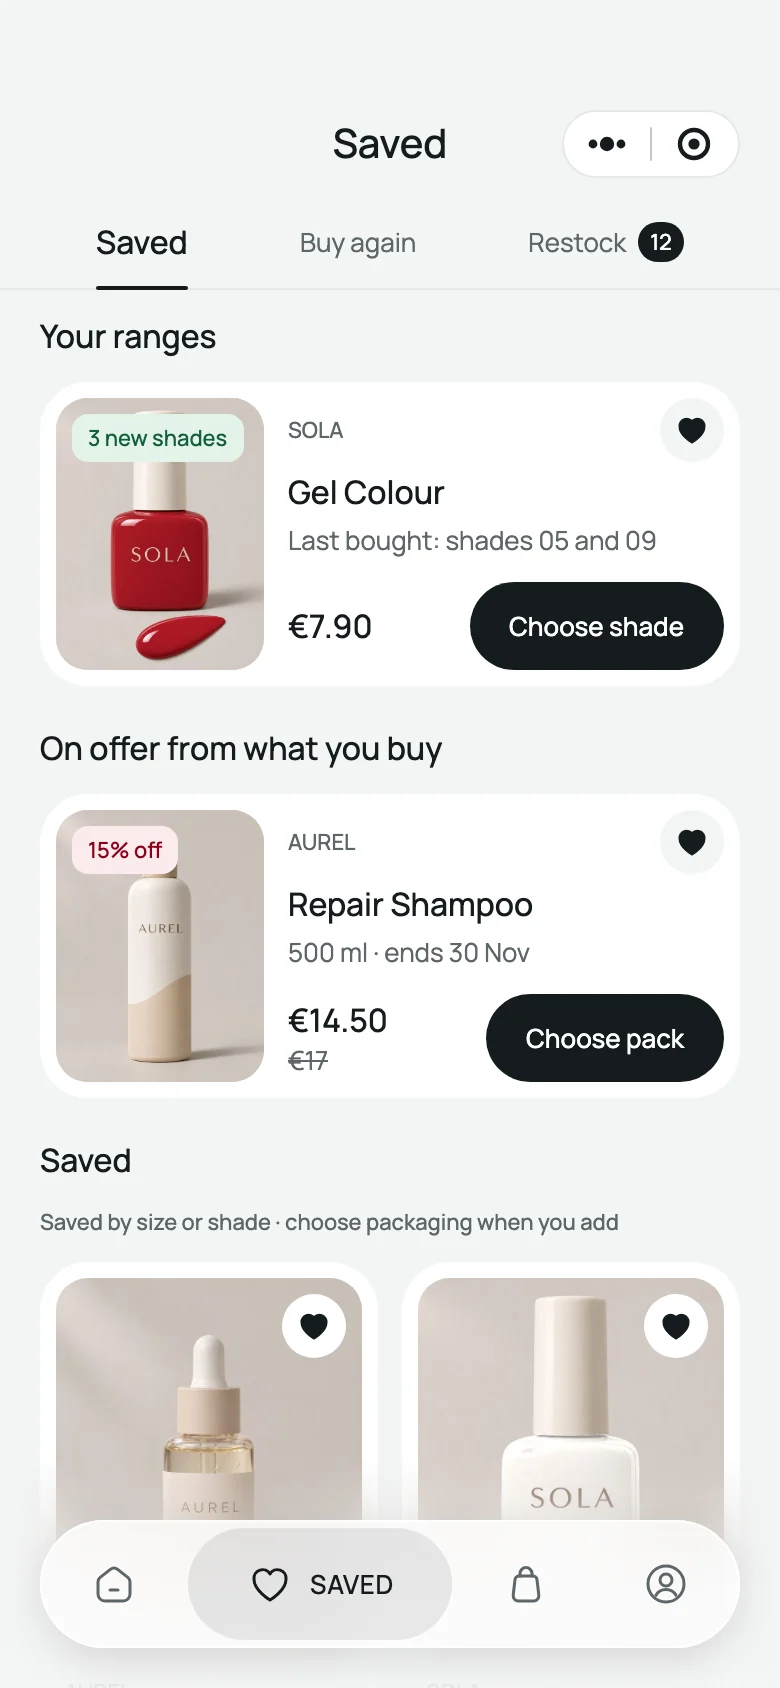 Saved
Saved
Buy again
Restock 12
Your ranges
3 new shades
SOLA
SOLA
Gel Colour
Last bought: shades 05 and 09
€7.90
Choose shade
On offer from what you buy
15% off
AUREL
AUREL
Repair Shampoo
500 ml · ends 30 Nov
€14.50
€17
Choose pack
Saved
Saved by size or shade · choose packaging when you add
AUREL
SOLA
SAVED